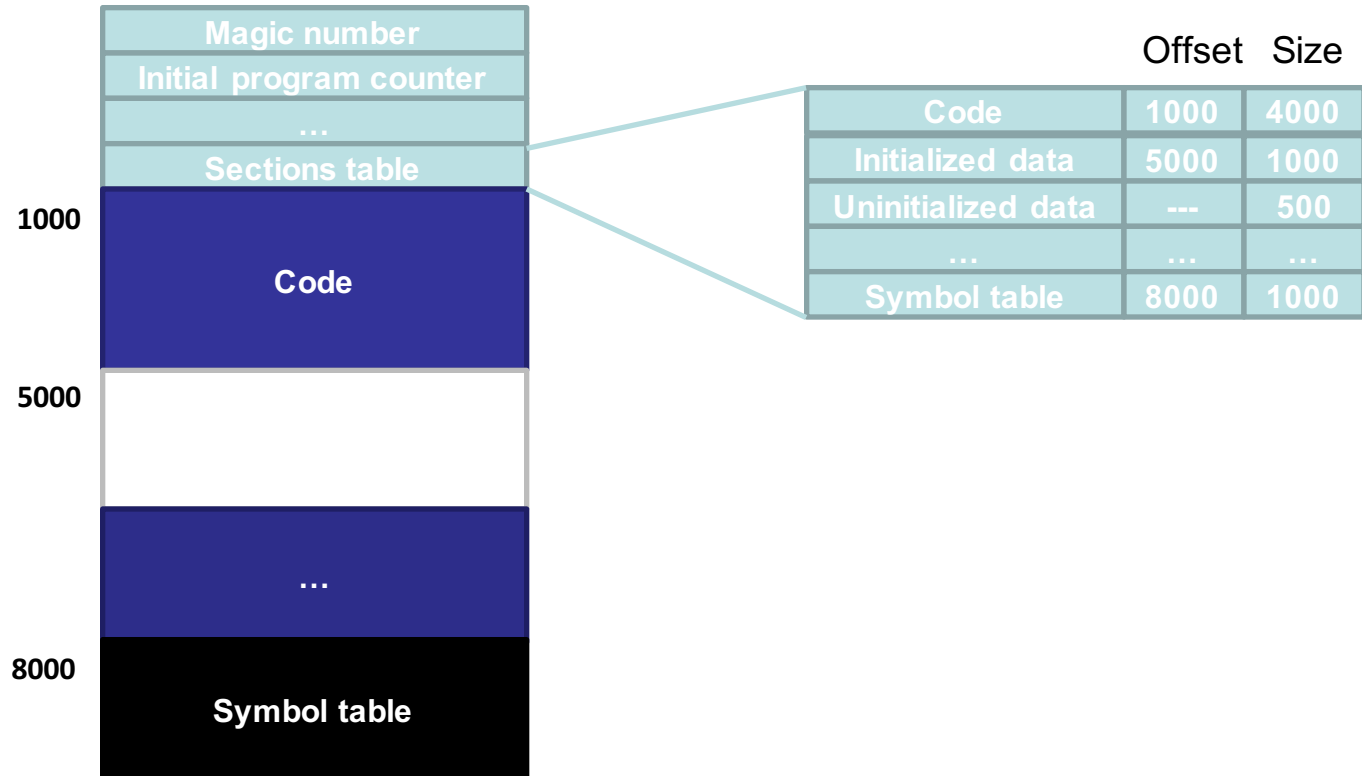 Magic number
Initial program counter
...
Sections table
1000
Code
5000
...
8000
Symbol table
Offset Size
Code 1000 4000
Initialized data 5000 1000
Uninitialized data --- 500
... ... ...
Symbol table 8000 1000